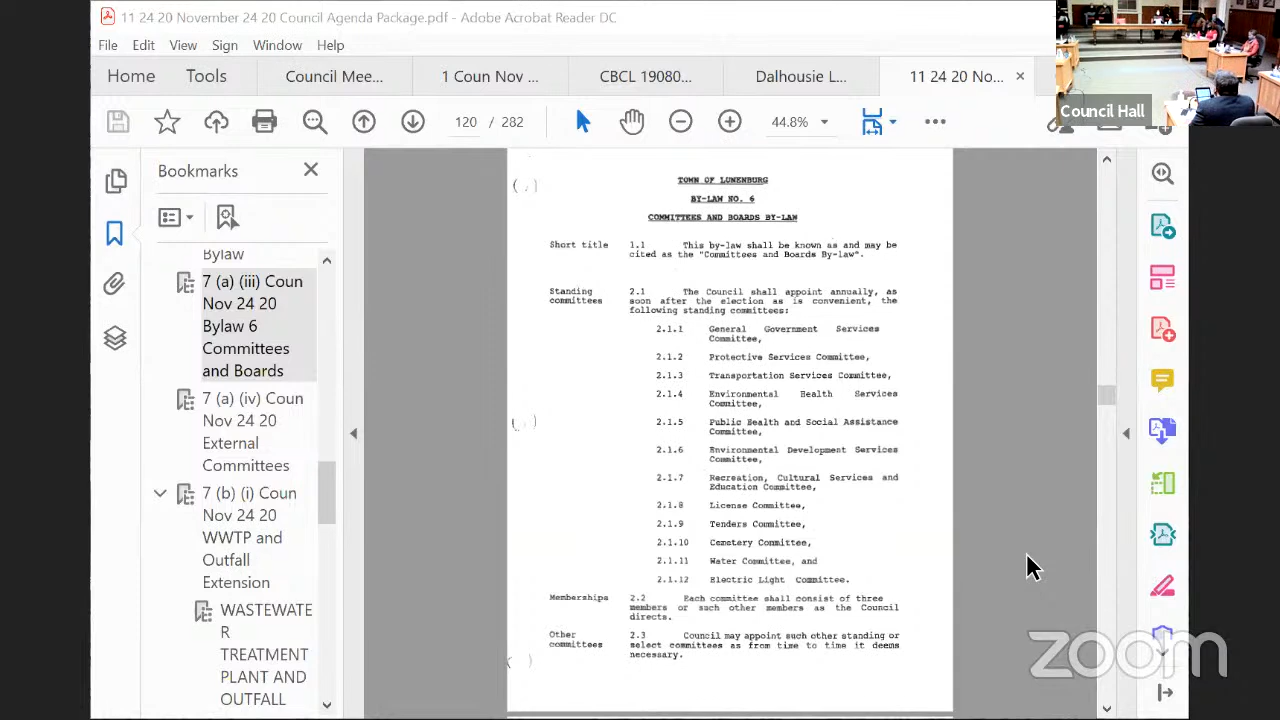 11 24 20 November 24 20 Council Agenda Package.pdf - Adobe Acrobat Reader DC
File Edit View Sign Window Help
Home Tools Council Mee... 1 Coun Nov ... CBCL 19080... Dalhousie L... 11 24 20 No...
/ 282 44.8%
Council Hall
Bookmarks
Bylaw
7 (a) (iii) Coun
Nov 24 20
Bylaw 6
Committees
and Boards
7 (a) (iv) Coun
Nov 24 20
External
Committees
7 (b) (i) Coun
Nov 24 20
WWTP and
Outfall
Extension
WASTEWATE
R
TREATMENT
PLANT AND
OUTFALL
TOWN OF LUNENBURG
BY-LAW NO. 6
COMMITTEES AND BOARDS BY-LAW
Short title 1.1 This by-law shall be known as and may be
cited as the "Committees and Boards By-law".
Standing 2.1 The Council shall appoint annually, as
committees soon after the election as is convenient, the
following standing committees:
2.1.1 General Government Services
Committee,
2.1.2 Protective Services Committee,
2.1.3 Transportation Services Committee,
2.1.4 Environmental Health Services
Committee,
2.1.5 Public Health and Social Assistance
Committee,
2.1.6 Environmental Development Services
Committee,
2.1.7 Recreation, Cultural Services and
Education Committee,
2.1.8 License Committee,
2.1.9 Tenders Committee,
2.1.10 Cemetery Committee,
2.1.11 Water Committee, and
2.1.12 Electric Light Committee.
Memberships 2.2 Each committee shall consist of three
members or such other members as the Council
directs.
Other 2.3 Council may appoint such other standing or
committees select committees as from time to time it deems
necessary.
zoom